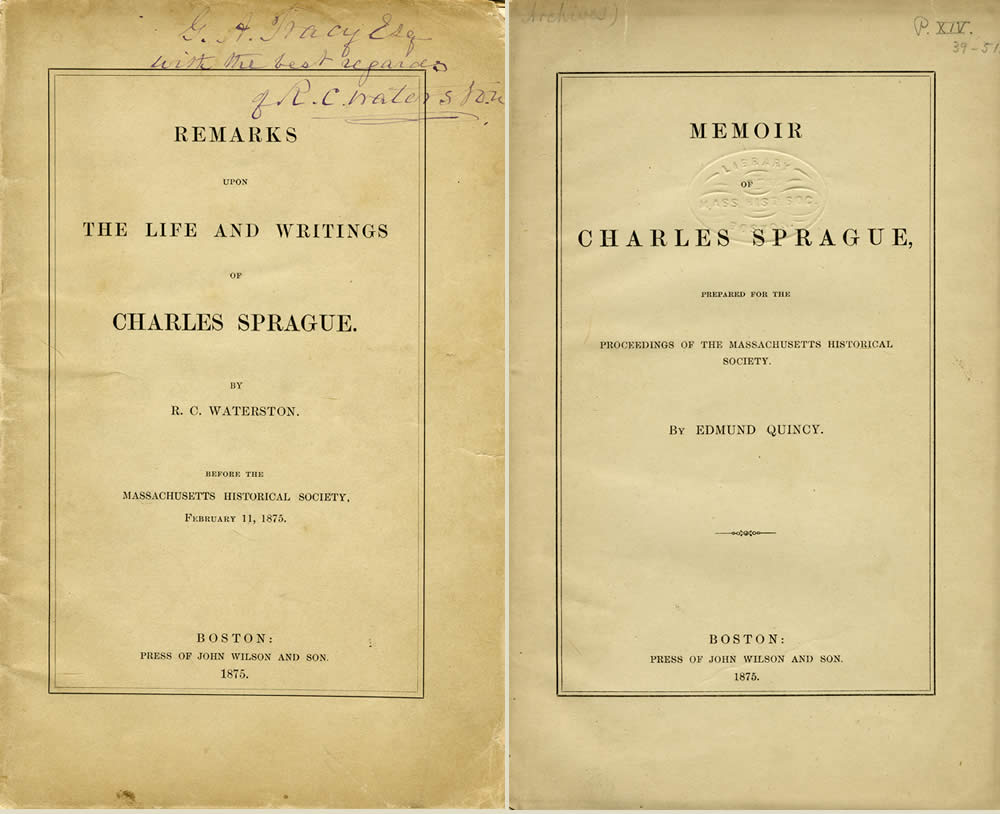 G. A. Tracy Esq
with the best regards
of R. C. Waterston.
REMARKS
UPON
THE LIFE AND WRITINGS
OF
CHARLES SPRAGUE.
BY
R. C. WATERSTON.
BEFORE THE
MASSACHUSETTS HISTORICAL SOCIETY,
FEBRUARY 11, 1875.
BOSTON:
PRESS OF JOHN WILSON AND SON.
1875.
Archives)
P. XIV.
39-51
MEMOIR
LIBRARY
OF
MASS. HIST. SOC.
BOSTON
CHARLES SPRAGUE,
PREPARED FOR THE
PROCEEDINGS OF THE MASSACHUSETTS HISTORICAL
SOCIETY.
BY EDMUND QUINCY.
BOSTON:
PRESS OF JOHN WILSON AND SON.
1875.